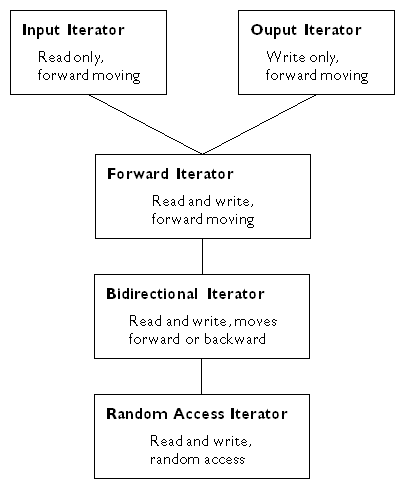 Input Iterator
Read only,
forward moving
Ouput Iterator
Write only,
forward moving
Forward Iterator
Read and write,
forward moving
Bidirectional Iterator
Read and write, moves
forward or backward
Random Access Iterator
Read and write,
random access